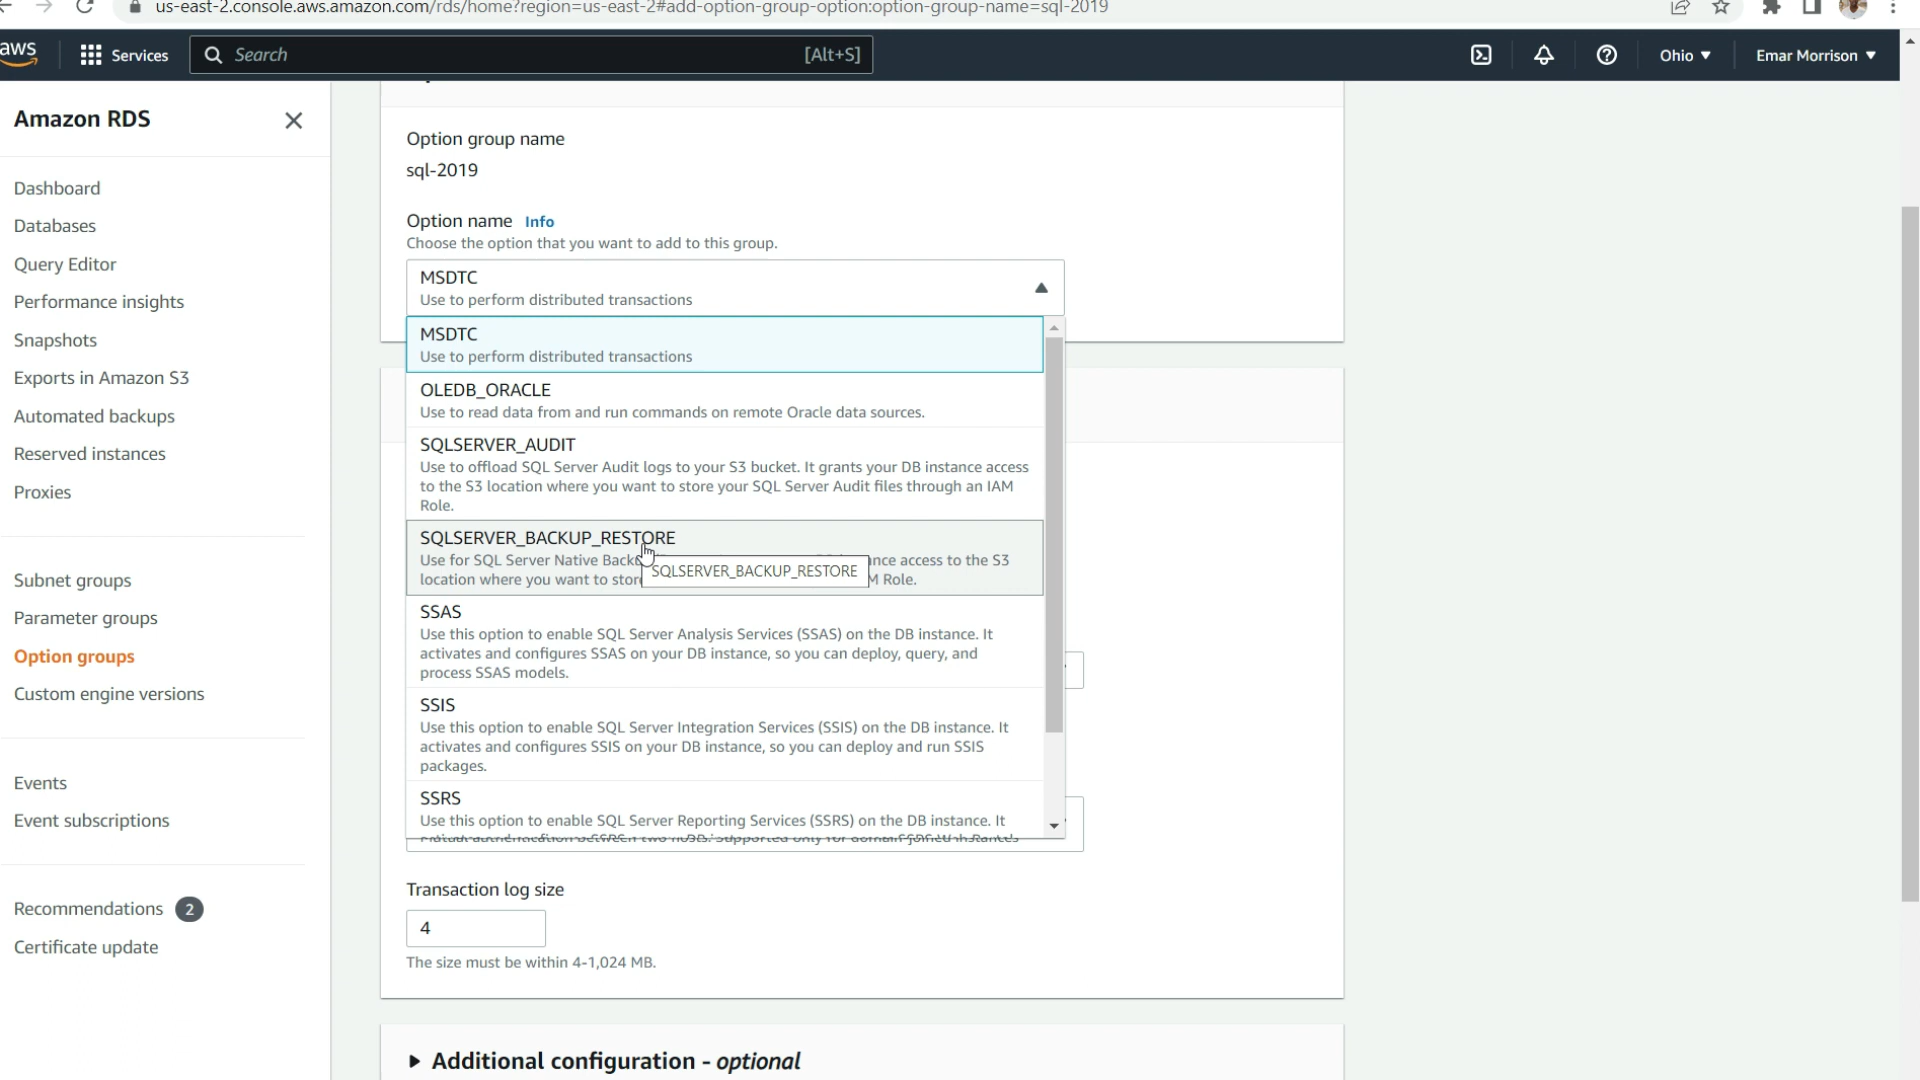 us-east-2.console.aws.amazon.com/rds/home?region=us-east-2#add-option-group-option:option-group-name=sql-2019
aws
Services
Search
[Alt+S]
Ohio
Emar Morrison
Amazon RDS
Dashboard
Databases
Query Editor
Performance insights
Snapshots
Exports in Amazon S3
Automated backups
Reserved instances
Proxies
Subnet groups
Parameter groups
Option groups
Custom engine versions
Events
Event subscriptions
Recommendations 2
Certificate update
Option group name
sql-2019
Option name Info
Choose the option that you want to add to this group.
MSDTC
Use to perform distributed transactions
MSDTC
Use to perform distributed transactions
OLEDB_ORACLE
Use to read data from and run commands on remote Oracle data sources.
SQLSERVER_AUDIT
Use to offload SQL Server Audit logs to your S3 bucket. It grants your DB instance access
to the S3 location where you want to store your SQL Server Audit files through an IAM
Role.
SQLSERVER_BACKUP_RESTORE
Use for SQL Server Native access to the S3
location where you want to Role.
SQLSERVER_BACKUP_RESTORE
SSAS
Use this option to enable SQL Server Analysis Services (SSAS) on the DB instance. It
activates and configures SSAS on your DB instance, so you can deploy, query, and
process SSAS models.
SSIS
Use this option to enable SQL Server Integration Services (SSIS) on the DB instance. It
activates and configures SSIS on your DB instance, so you can deploy and run SSIS
packages.
SSRS
Use this option to enable SQL Server Reporting Services (SSRS) on the DB instance. It
Transaction log size
4
The size must be within 4-1,024 MB.
Additional configuration - optional